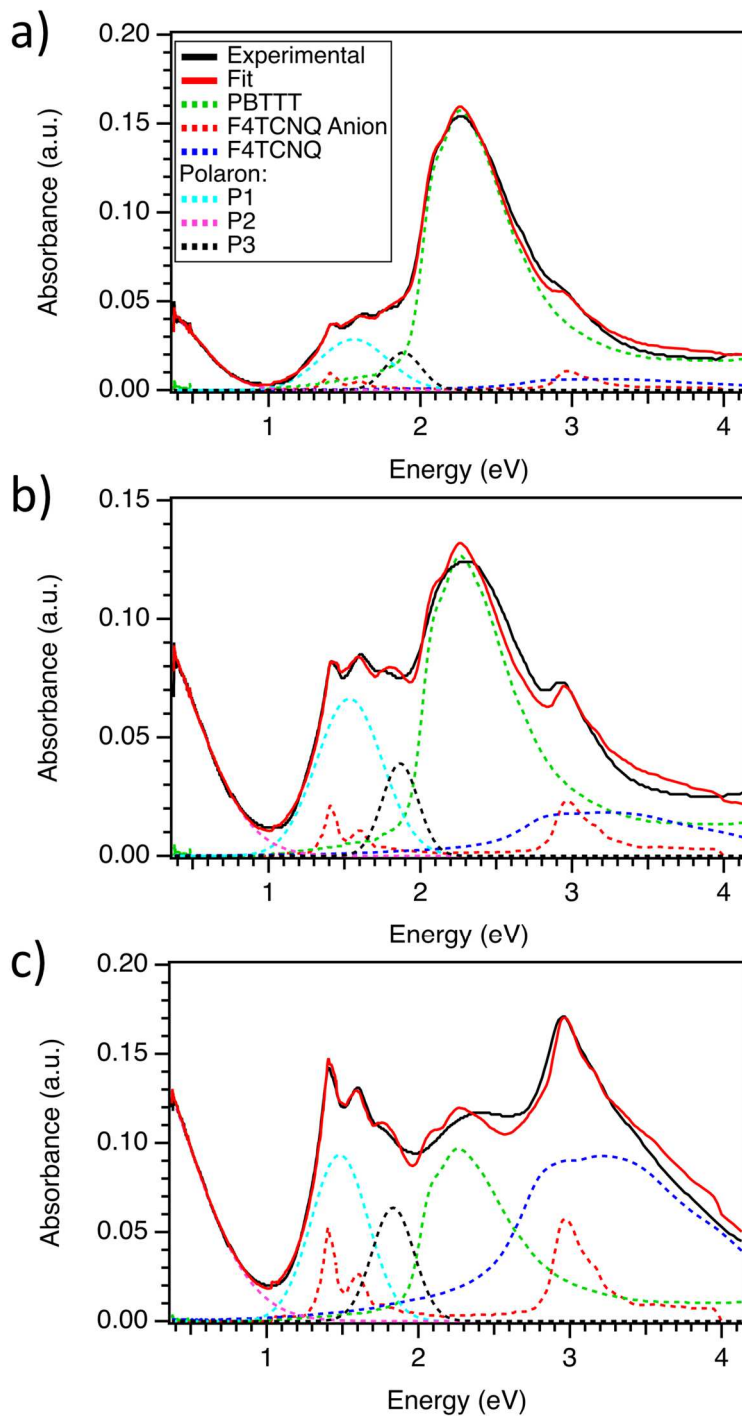 a)
0.20
0.15
0.10
0.05
0.00
Absorbance (a.u.)
Experimental
Fit
PBTTT
F4TCNQ Anion
F4TCNQ
Polaron:
P1
P2
P3
1 2 3 4
Energy (eV)
b)
0.15
0.10
0.05
0.00
Absorbance (a.u.)
1 2 3 4
Energy (eV)
c)
0.20
0.15
0.10
0.05
0.00
Absorbance (a.u.)
1 2 3 4
Energy (eV)